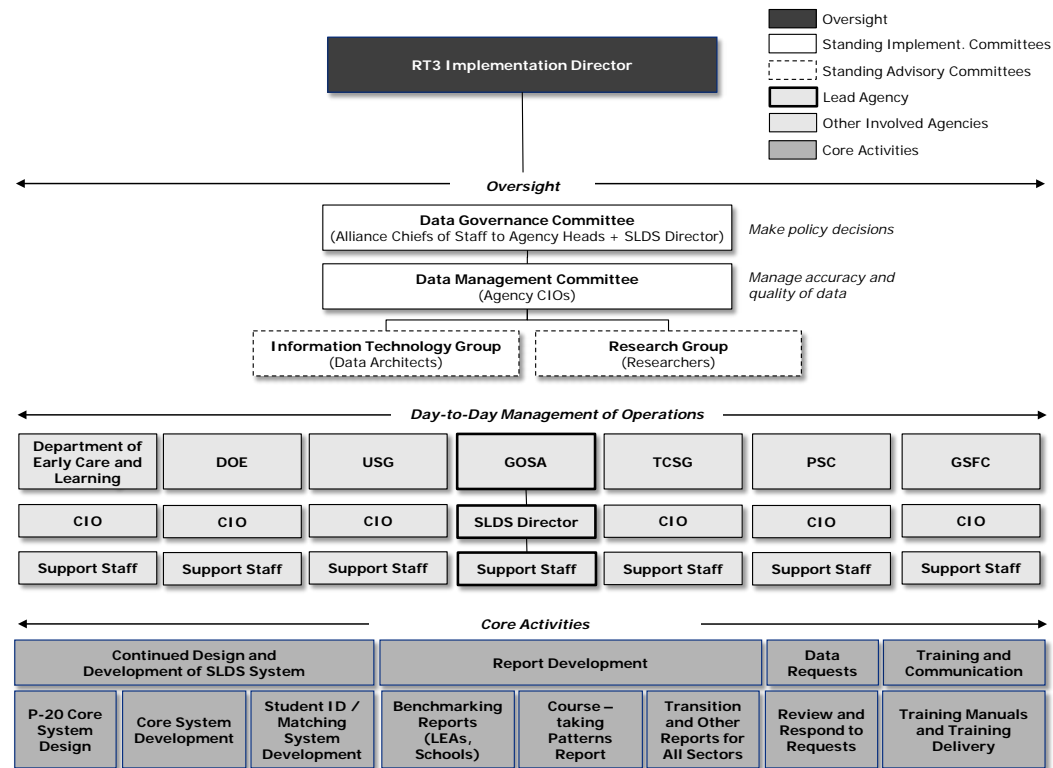 Oversight
Standing Implement. Committees
Standing Advisory Committees
Lead Agency
Other Involved Agencies
Core Activities
RT3 Implementation Director
Oversight
Data Governance Committee
(Alliance Chiefs of Staff to Agency Heads + SLDS Director)
Make policy decisions
Data Management Committee
(Agency CIOs)
Manage accuracy and
quality of data
Information Technology Group
(Data Architects)
Research Group
(Researchers)
Day-to-Day Management of Operations
Department of
Early Care and
Learning
DOE
USG
GOSA
TCSG
PSC
GSFC
CIO
CIO
CIO
SLDS Director
CIO
CIO
CIO
Support Staff
Support Staff
Support Staff
Support Staff
Support Staff
Support Staff
Support Staff
Core Activities
Continued Design and
Development of SLDS System
Report Development
Data
Requests
Training and
Communication
P-20 Core
System
Design
Core System
Development
Student ID /
Matching
System
Development
Benchmarking
Reports
(LEAs,
Schools)
Course –
taking
Patterns
Report
Transition
and Other
Reports for
All Sectors
Review and
Respond to
Requests
Training Manuals
and Training
Delivery